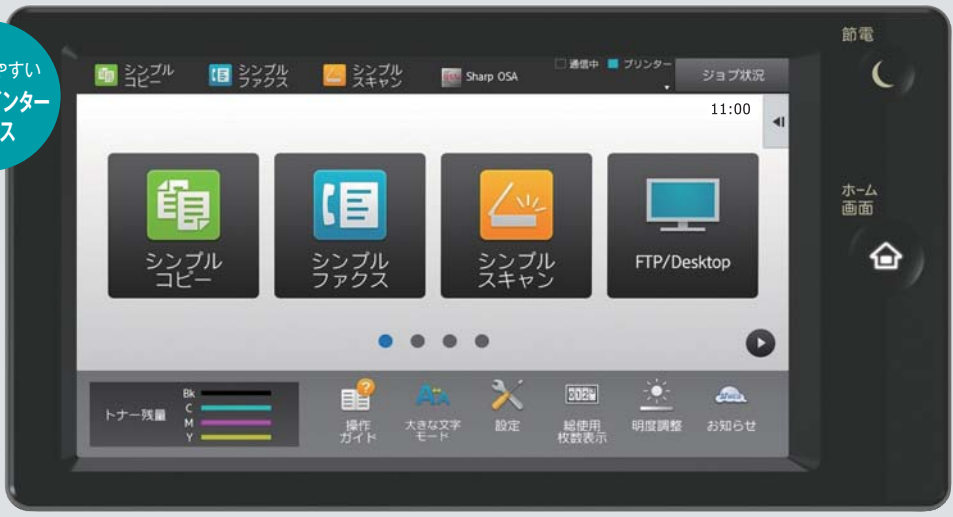 節電
やすい
ンター
ス
シンプル
コピー
シンプル
ファクス
シンプル
スキャン
Sharp OSA
通信中
プリンター
ジョブ状況
11:00
ホーム
画面
シンプル
コピー
シンプル
ファクス
シンプル
スキャン
FTP/Desktop
トナー残量
Bk
C
M
Y
操作
ガイド
大きな文字
モード
設定
総使用
枚数表示
明度調整
お知らせ